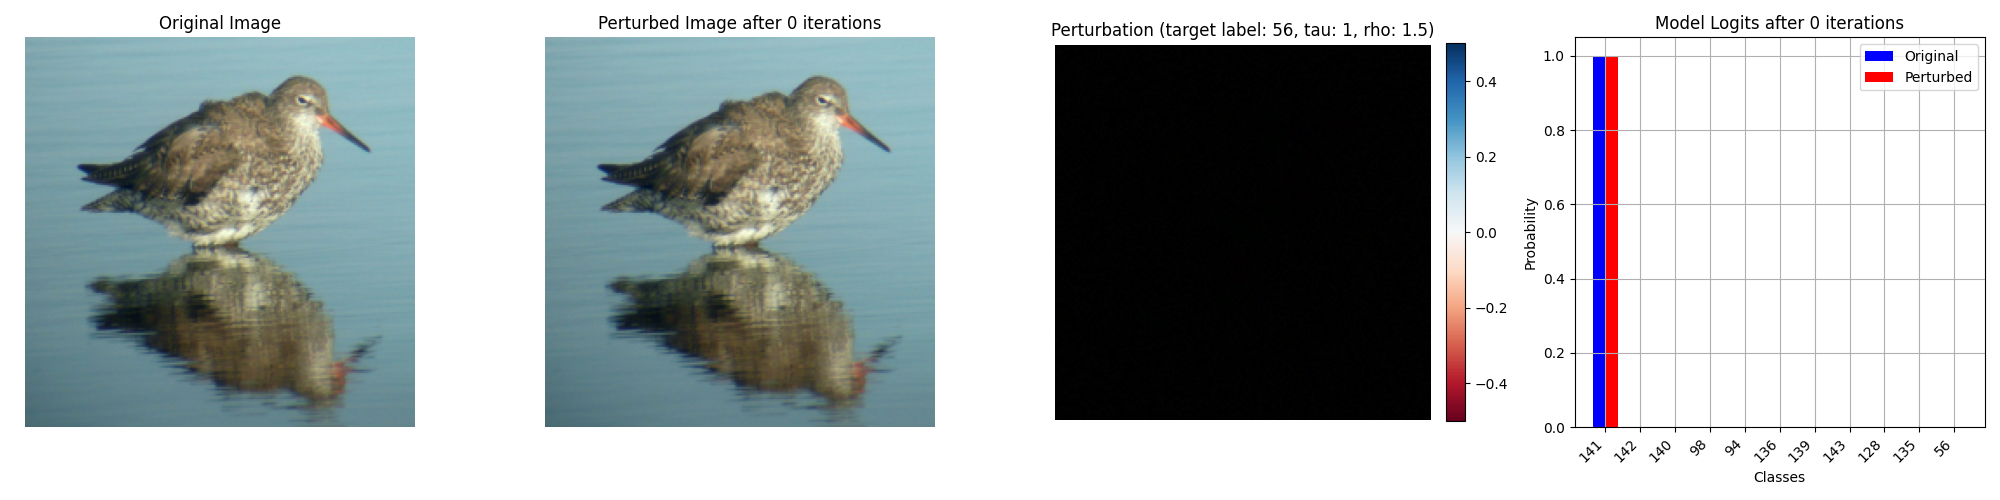 Original Image
Perturbed Image after 0 iterations
Perturbation (target label: 56, tau: 1, rho: 1.5)
0.4
0.2
0.0
−0.2
−0.4
Model Logits after 0 iterations
Original
Perturbed
Probability
1.0
0.8
0.6
0.4
0.2
0.0
141
142
140
98
94
136
139
143
128
135
56
Classes